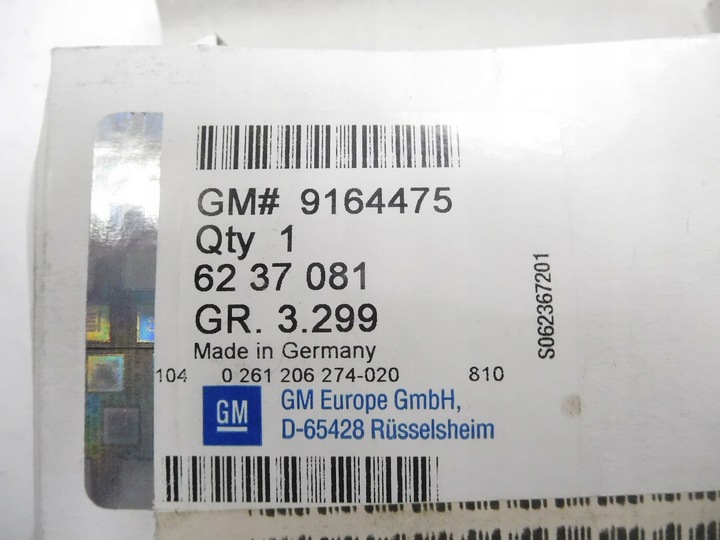 GM# 9164475
Qty 1
62 37 081
GR. 3.299
Made in Germany
104 0 261 206 274-020 810
GM
GM Europe GmbH,
D-65428 Rüsselsheim
S062367201